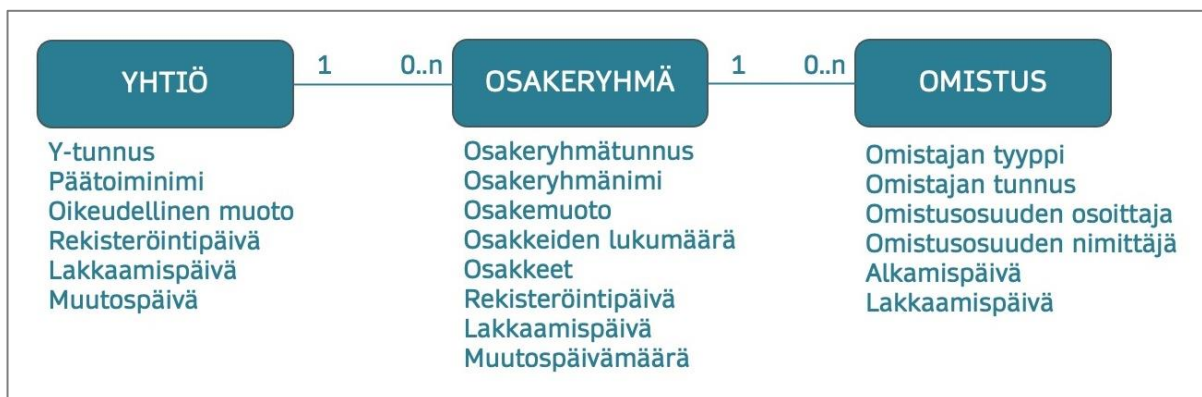 YHTIÖ
1
0..n
OSAKERYHMÄ
1
0..n
OMISTUS
Y-tunnus
Päätoiminimi
Oikeudellinen muoto
Rekisteröintipäivä
Lakkaamispäivä
Muutospäivä
Osakeryhmätunnus
Osakeryhmänimi
Osakemuoto
Osakkeiden lukumäärä
Osakkeet
Rekisteröintipäivä
Lakkaamispäivä
Muutospäivämäärä
Omistajan tyyppi
Omistajan tunnus
Omistusosuuden osoittaja
Omistusosuuden nimittäjä
Alkamispäivä
Lakkaamispäivä